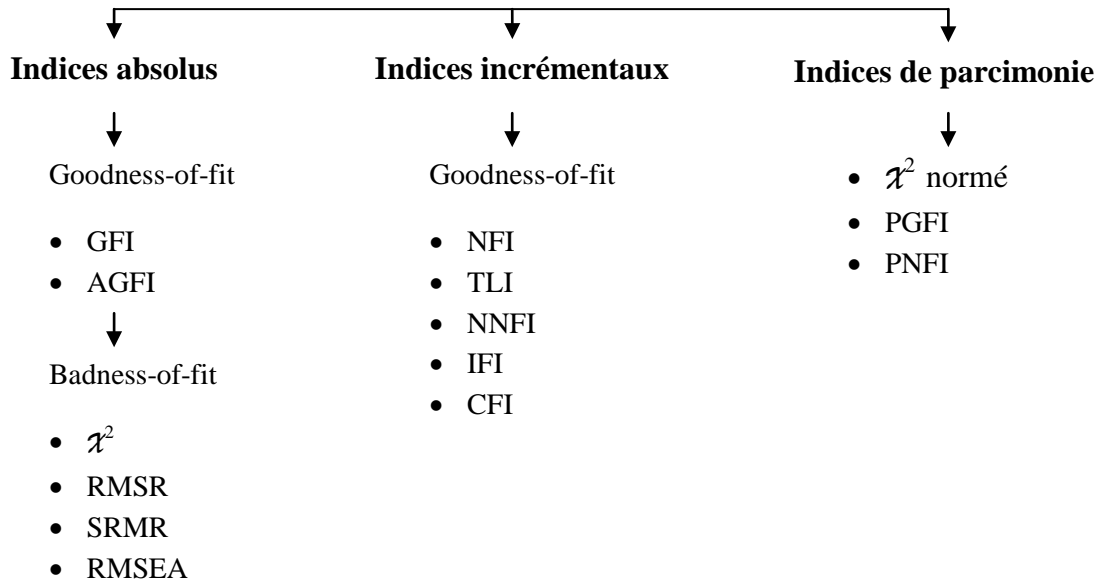 Indices absolus
Goodness-of-fit
• GFI
• AGFI
Badness-of-fit
• χ²
• RMSR
• SRMR
• RMSEA
Indices incrémentaux
Goodness-of-fit
• NFI
• TLI
• NNFI
• IFI
• CFI
Indices de parcimonie
• χ² normé
• PGFI
• PNFI